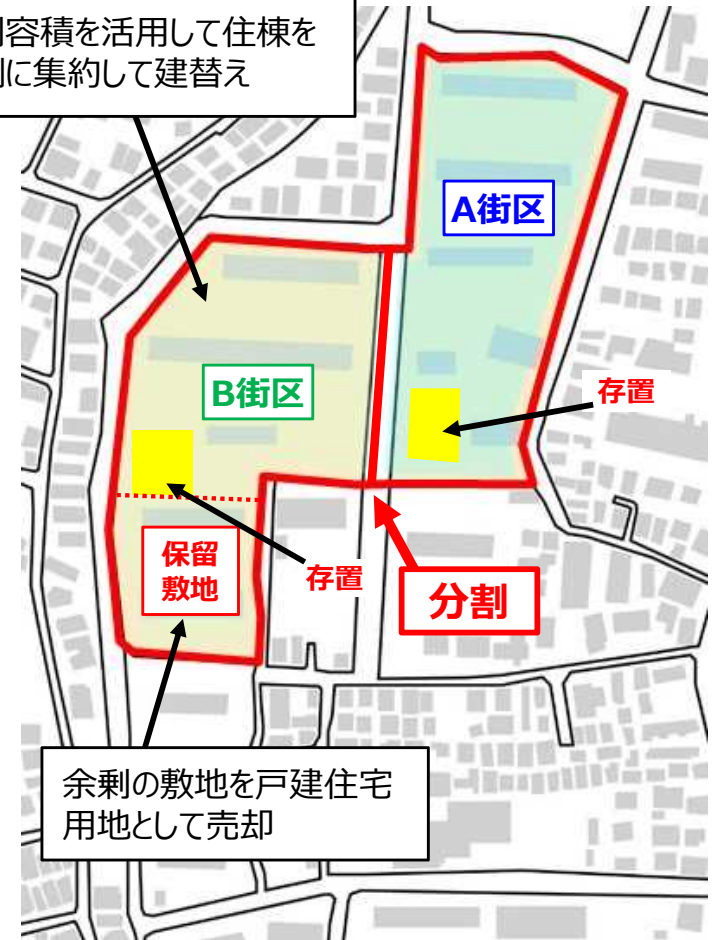 容積を活用して住棟を
に集約して建替え
A街区
B街区
存置
保留
敷地
存置
分割
余剰の敷地を戸建住宅
用地として売却